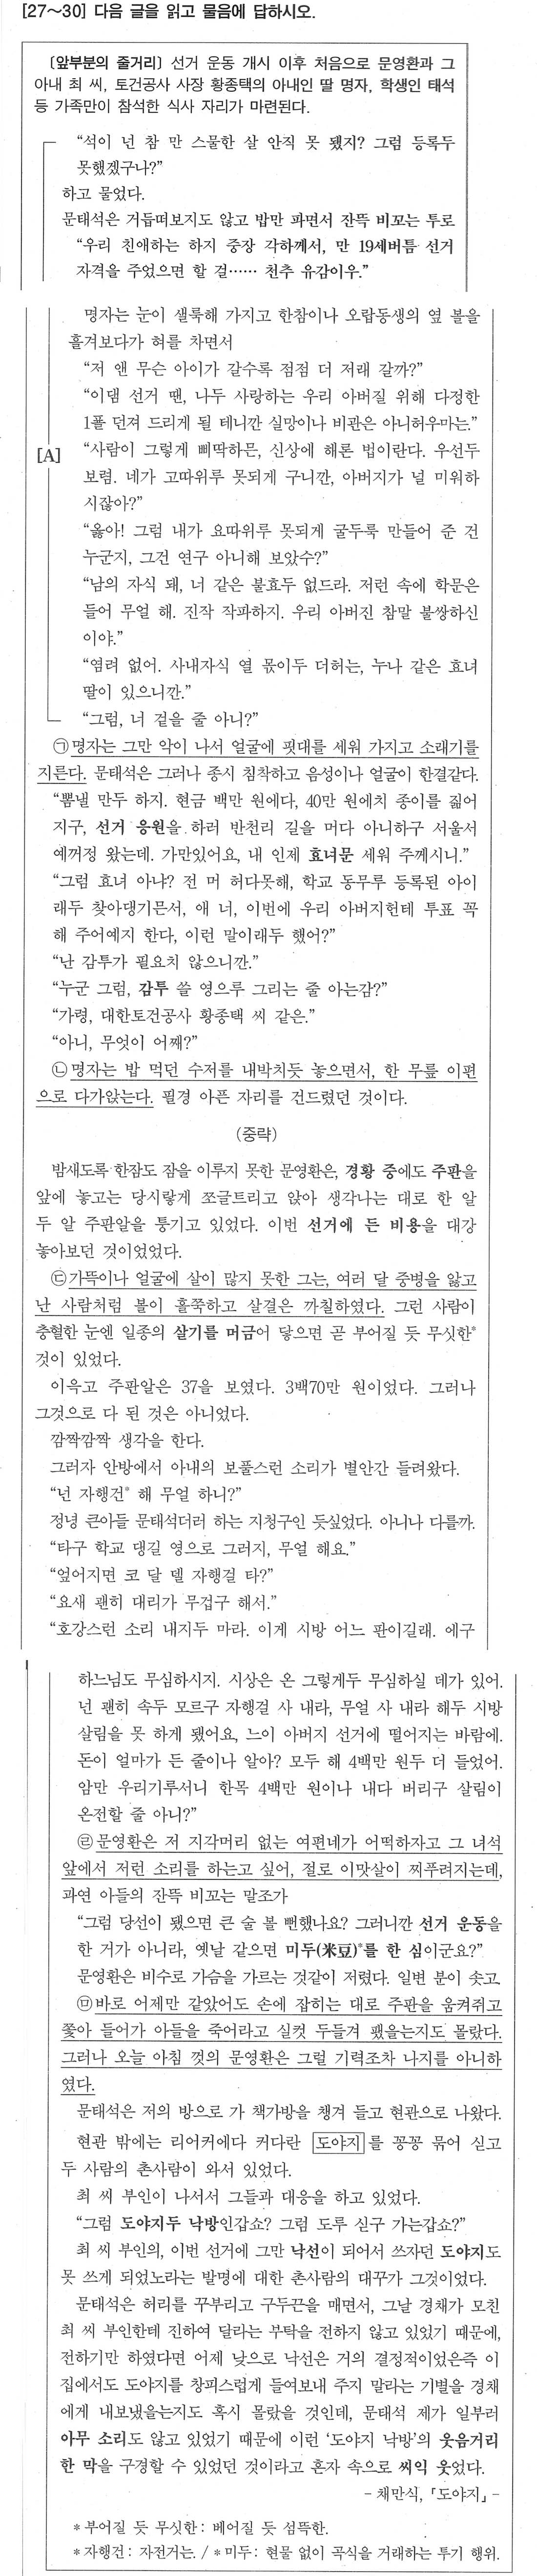 [27~30] 다음 글을 읽고 물음에 답하시오.
[앞부분의 줄거리] 선거 운동 개시 이후 처음으로 문영환과 그
아내 최 씨, 토건공사 사장 황종택의 아내인 딸 명자, 학생인 태석
등 가족만이 참석한 식사 자리가 마련된다.
“석이 넌 참 만 스물한 살 안직 못 됐지? 그럼 등록두
못했겠구나?”
하고 물었다.
문태석은 거듭떠보지도 않고 밥만 파면서 잔뜩 비꼬는 투로
“우리 친애하는 하지 중장 각하께서, 만 19세버틈 선거
자격을 주었으면 할 걸…… 천추 유감이우.”
명자는 눈이 샐룩해 가지고 한참이나 오랍동생의 옆 볼을
흘겨보다가 혀를 차면서
“저 앤 무슨 아이가 갈수록 점점 더 저래 갈까?”
“이댐 선거 땐, 나두 사랑하는 우리 아버질 위해 다정한
1표 던져 드리게 될 테니깐 실망이나 비관은 아니허우마는.”
[A]
“사람이 그렇게 삐딱하믄, 신상에 해론 법이란다. 우선두
보렴. 네가 고따위루 못되게 구니깐, 아버지가 널 미워하
시잖아?”
“옳아! 그럼 내가 요따위루 못되게 굴두룩 만들어 준 건
누군지, 그건 연구 아니해 보았수?”
“남의 자식 돼, 너 같은 불효두 없드라. 저런 속에 학문은
들어 무얼 해. 진작 작파하지. 우리 아버진 참말 불쌍하신
이야.”
“염려 없어. 사내자식 열 몫이두 더허는, 누나 같은 효녀
딸이 있으니깐.”
“그럼, 너 겉을 줄 아니?”
㉠명자는 그만 악이 나서 얼굴에 핏대를 세워 가지고 소래기를
지른다. 문태석은 그러나 종시 침착하고 음성이나 얼굴이 한결같다.
“뽐낼 만두 하지. 현금 백만 원에다, 40만 원에치 종이를 짊어
지구, 선거 응원을 하러 반천리 길을 머다 아니하구 서울서
예꺼정 왔는데. 가만있어요, 내 인제 효녀문 세워 주께시니.”
“그럼 효녀 아냐? 전 머 허다못해, 학교 동무루 등록된 아이
래두 찾아댕기믄서, 얘 너, 이번에 우리 아버지헌테 투표 꼭
해 주어예지 한다, 이런 말이래두 했어?”
“난 감투가 필요치 않으니깐.”
“누군 그럼, 감투 쓸 영으루 그리는 줄 아는감?”
“가령, 대한토건공사 황종택 씨 같은.”
“아니, 무엇이 어째?”
㉡명자는 밥 먹던 수저를 내박치듯 놓으면서, 한 무릎 이편
으로 다가앉는다. 필경 아픈 자리를 건드렸던 것이다.
(중략)
밤새도록 한잠도 잠을 이루지 못한 문영환은, 경황 중에도 주판을
앞에 놓고는 당시랗게 쪼글트리고 앉아 생각나는 대로 한 알
두 알 주판알을 퉁기고 있었다. 이번 선거에 든 비용을 대강
놓아보던 것이었었다.
㉢가뜩이나 얼굴에 살이 많지 못한 그는, 여러 달 중병을 앓고
난 사람처럼 볼이 홀쭉하고 살결은 까칠하였다. 그런 사람이
충혈한 눈엔 일종의 살기를 머금어 닿으면 곧 부어질 듯 무싯한*
것이 있었다.
이윽고 주판알은 37을 보였다. 3백70만 원이었다. 그러나
그것으로 다 된 것은 아니었다.
깜짝깜짝 생각을 한다.
그러자 안방에서 아내의 보풀스런 소리가 별안간 들려왔다.
“넌 자행건* 해 무얼 하니?”
정녕 큰아들 문태석더러 하는 지청구인 듯싶었다. 아니나 다를까.
“타구 학교 댕길 영으로 그러지, 무얼 해요.”
“엎어지면 코 달 델 자행걸 타?”
“요새 괜히 대리가 무겁구 해서.”
“호강스런 소리 내지두 마라. 이게 시방 어느 판이길래. 에구
하느님도 무심하시지. 시상은 온 그렇게두 무심하실 데가 있어.
넌 괜히 속두 모르구 자행걸 사 내라, 무얼 사 내라 해두 시방
살림을 못 하게 됐어요, 느이 아버지 선거에 떨어지는 바람에.
돈이 얼마가 든 줄이나 알아? 모두 해 4백만 원두 더 들었어.
암만 우리기루서니 한목 4백만 원이나 내다 버리구 살림이
온전할 줄 아니?”
㉣문영환은 저 지각머리 없는 여편네가 어떡하자고 그 녀석
앞에서 저런 소리를 하는고 싶어, 절로 이맛살이 찌푸려지는데,
과연 아들의 잔뜩 비꼬는 말조가
“그럼 당선이 됐으면 큰 술 볼 뻔했나요? 그러니깐 선거 운동을
한 거가 아니라, 옛날 같으면 미두(米豆)*를 한 심이군요?”
문영환은 비수로 가슴을 가르는 것같이 저렸다. 일변 분이 솟고.
㉤바로 어제만 같았어도 손에 잡히는 대로 주판을 움켜쥐고
쫓아 들어가 아들을 죽어라고 실컷 두들겨 팼을는지도 몰랐다.
그러나 오늘 아침 껏의 문영환은 그럴 기력조차 나지를 아니하
였다.
문태석은 저의 방으로 가 책가방을 챙겨 들고 현관으로 나왔다.
현관 밖에는 리어커에다 커다란 도야지를 꽁꽁 묶어 싣고
두 사람의 촌사람이 와서 있었다.
최 씨 부인이 나서서 그들과 대응을 하고 있었다.
“그럼 도야지두 낙방인갑쇼? 그럼 도루 싣구 가는갑쇼?”
최 씨 부인의, 이번 선거에 그만 낙선이 되어서 쓰자던 도야지도
못 쓰게 되었노라는 발명에 대한 촌사람의 대꾸가 그것이었다.
문태석은 허리를 꾸부리고 구두끈을 매면서, 그날 경채가 모친
최 씨 부인한테 진하여 달라는 부탁을 전하지 않고 있었기 때문에,
전하기만 하였다면 어제 낮으로 낙선은 거의 결정적이었은즉 이
집에서도 도야지를 창피스럽게 들여보내 주지 말라는 기별을 경채
에게 내보냈을는지도 혹시 몰랐을 것인데, 문태석 제가 일부러
아무 소리도 않고 있었기 때문에 이런 ‘도야지 낙방’의 웃음거리
한 막을 구경할 수 있었던 것이라고 혼자 속으로 씨익 웃었다.
- 채만식, 「도야지」 -
* 부어질 듯 무싯한 : 베어질 듯 섬뜩한.
* 자행건 : 자전거는. / * 미두 : 현물 없이 곡식을 거래하는 투기 행위.